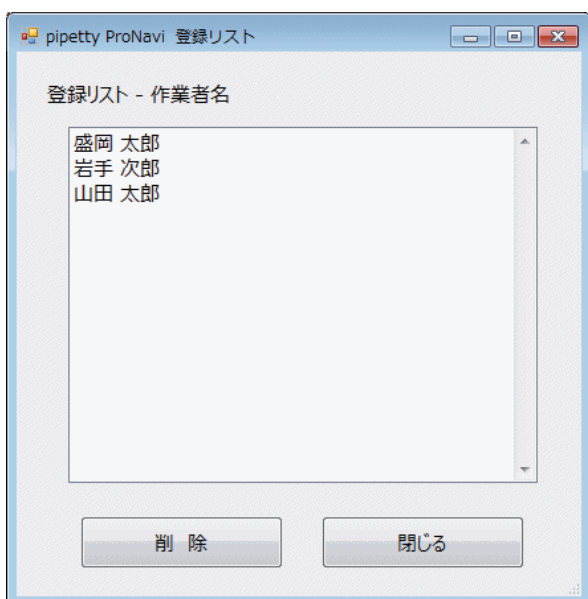 pipetty ProNavi 登録リスト
登録リスト - 作業者名
盛岡 太郎
岩手 次郎
山田 太郎
削 除
閉じる